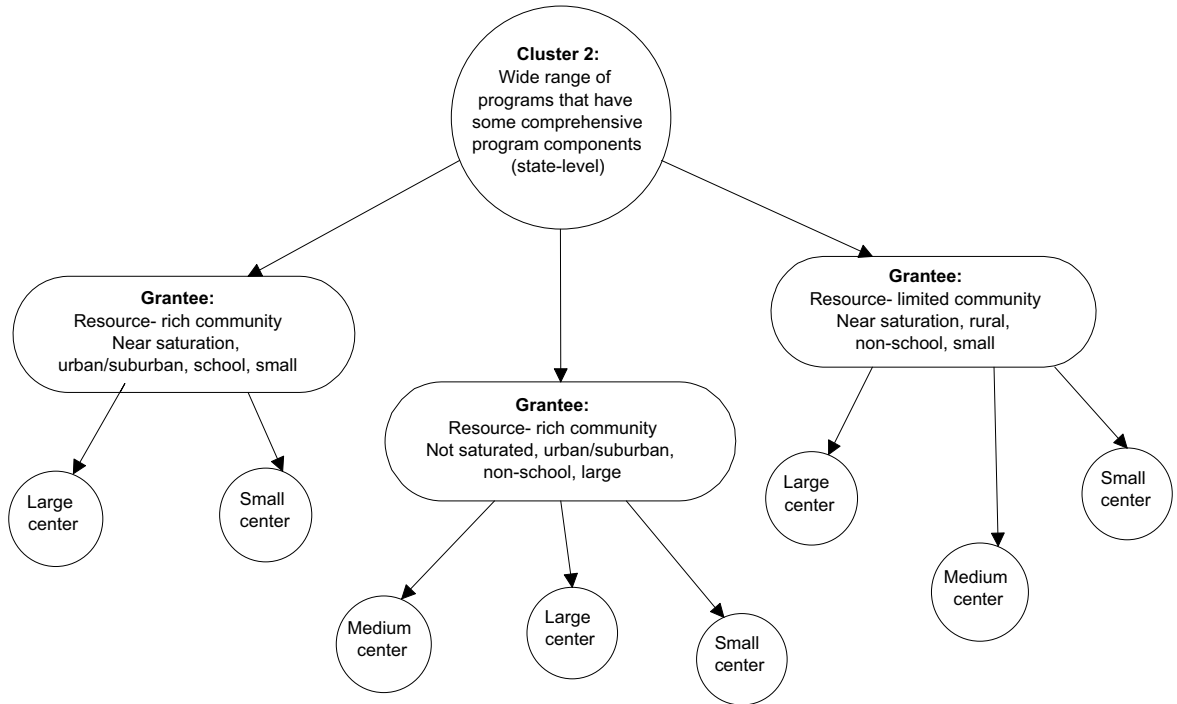 Cluster 2:
Wide range of
programs that have
some comprehensive
program components
(state-level)
Grantee:
Resource- rich community
Near saturation,
urban/suburban, school, small
Grantee:
Resource- limited community
Near saturation, rural,
non-school, small
Grantee:
Resource- rich community
Not saturated, urban/suburban,
non-school, large
Large
center
Small
center
Medium
center
Large
center
Small
center
Large
center
Medium
center
Small
center